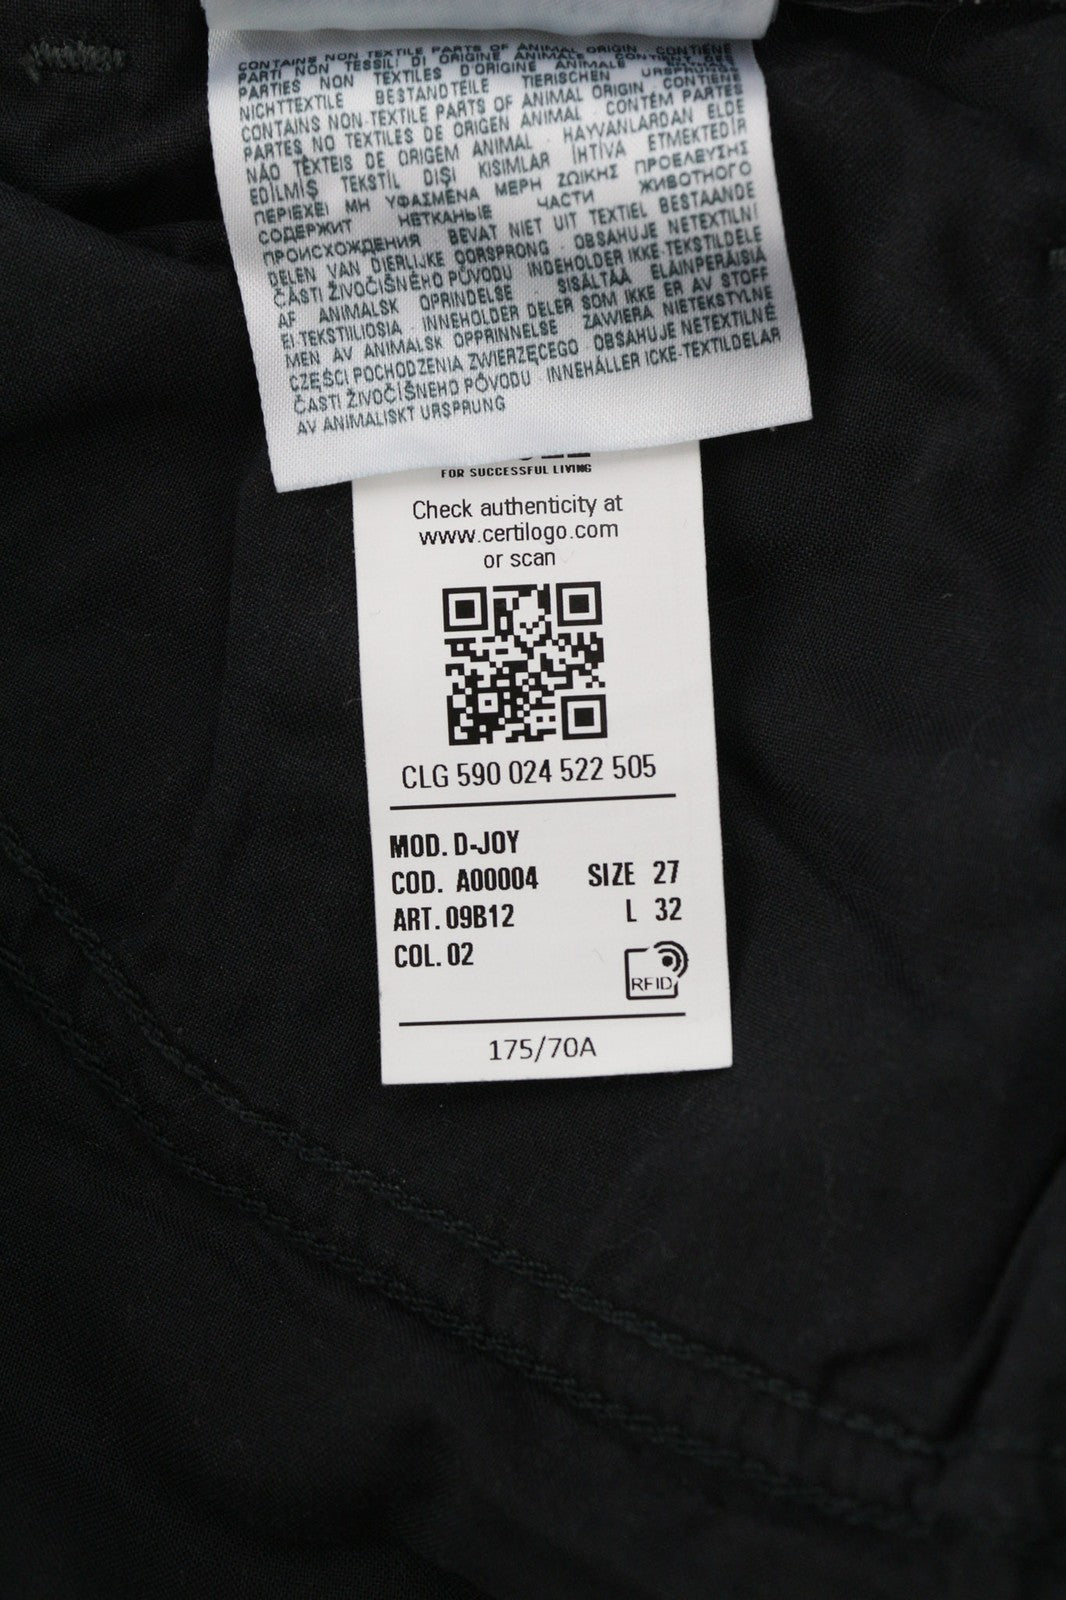 CONTAINS NON TEXTILE PARTS OF ANIMAL ORIGIN CONTIENE
PARTI NON TESSILI DI ORIGINE ANIMALE CONTIENT DES
PARTIES NON TEXTILES D'ORIGINE ANIMALE
NICHTTEXTILE BESTANDTEILE TIERISCHEN URSPRUNG
CONTAINS NON-TEXTILE PARTS OF ANIMAL ORIGIN · CONTIENE
PARTES NO TEXTILES DE ORIGEN ANIMAL · CONTÉM PARTES
NÃO TÊXTEIS DE ORIGEM ANIMAL · HAYVANLARDAN ELDE
EDİLMİŞ TEKSTİL DIŞI KISIMLAR İHTİVA ETMEKTEDİR
ΠΕΡΙΕΧΕΙ ΜΗ ΥΦΑΣΜΕΝΑ ΜΕΡΗ ΖΩΙΚΗΣ ΠΡΟΕΛΕΥΣΗΣ
СОДЕРЖИТ НЕТКАНЫЕ ЧАСТИ ЖИВОТНОГО
ПРОИСХОЖДЕНИЯ · BEVAT NIET UIT TEXTIEL BESTAANDE
DELEN VAN DIERLIJKE OORSPRONG · OBSAHUJE NETEXTILNÍ
ČÁSTI ŽIVOČIŠNÉHO PŮVODU · INDEHOLDER IKKE-TEKSTILDELE
AF ANIMALSK OPRINDELSE · SISÄLTÄÄ ELÄINPERÄISIÄ
EI-TEKSTIILIOSIA · INNEHOLDER DELER SOM IKKE ER AV STOFF
MEN AV ANIMALSK OPPRINNELSE · ZAWIERA NIETEKSTYLNE
CZĘŚCI POCHODZENIA ZWIERZĘCEGO · OBSAHUJE NETEXTILNÉ
ČASTI ŽIVOČÍŠNEHO PÔVODU · INNEHÅLLER ICKE-TEXTILDELAR
AV ANIMALISKT URSPRUNG
FOR SUCCESSFUL LIVING
Check authenticity at
www.certilogo.com
or scan
CLG 590 024 522 505
MOD. D-JOY
COD. A00004 SIZE 27
ART. 09B12 L 32
COL. 02
RFID
175/70A